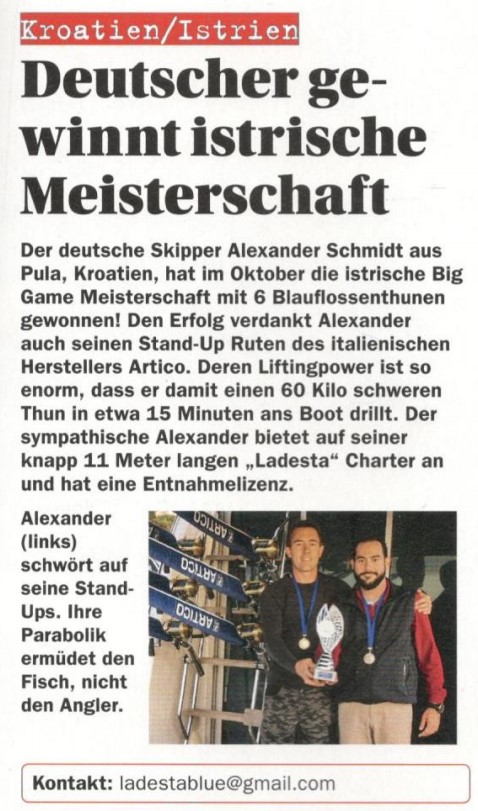 Kroatien/Istrien
Deutscher ge-
winnt istrische
Meisterschaft
Der deutsche Skipper Alexander Schmidt aus
Pula, Kroatien, hat im Oktober die istrische Big
Game Meisterschaft mit 6 Blauflossenthunen
gewonnen! Den Erfolg verdankt Alexander
auch seinen Stand-Up Ruten des italienischen
Herstellers Artico. Deren Liftingpower ist so
enorm, dass er damit einen 60 Kilo schweren
Thun in etwa 15 Minuten ans Boot drillt. Der
sympathische Alexander bietet auf seiner
knapp 11 Meter langen „Ladesta“ Charter an
und hat eine Entnahmelizenz.
Alexander
(links)
schwört auf
seine Stand-
Ups. Ihre
Parabolik
ermüdet den
Fisch, nicht
den Angler.
ARTICO
ARTICO
ARTICO
ARTICO
Kontakt: ladestablue@gmail.com